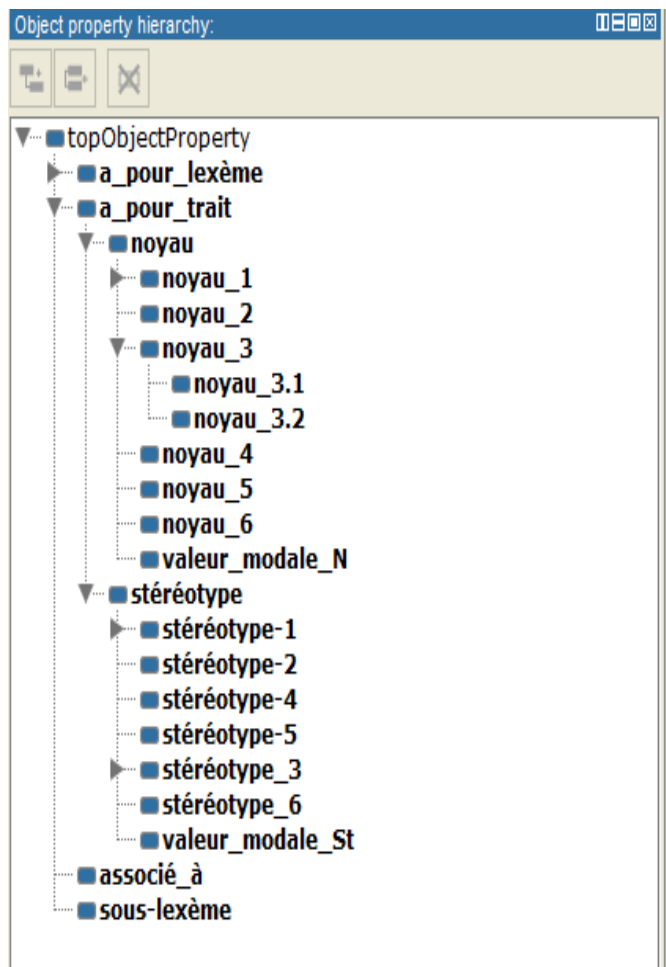 Object property hierarchy:
topObjectProperty
a_pour_lexème
a_pour_trait
noyau
noyau_1
noyau_2
noyau_3
noyau_3.1
noyau_3.2
noyau_4
noyau_5
noyau_6
valeur_modale_N
stéréotype
stéréotype-1
stéréotype-2
stéréotype-4
stéréotype-5
stéréotype_3
stéréotype_6
valeur_modale_St
associé_à
sous-lexème